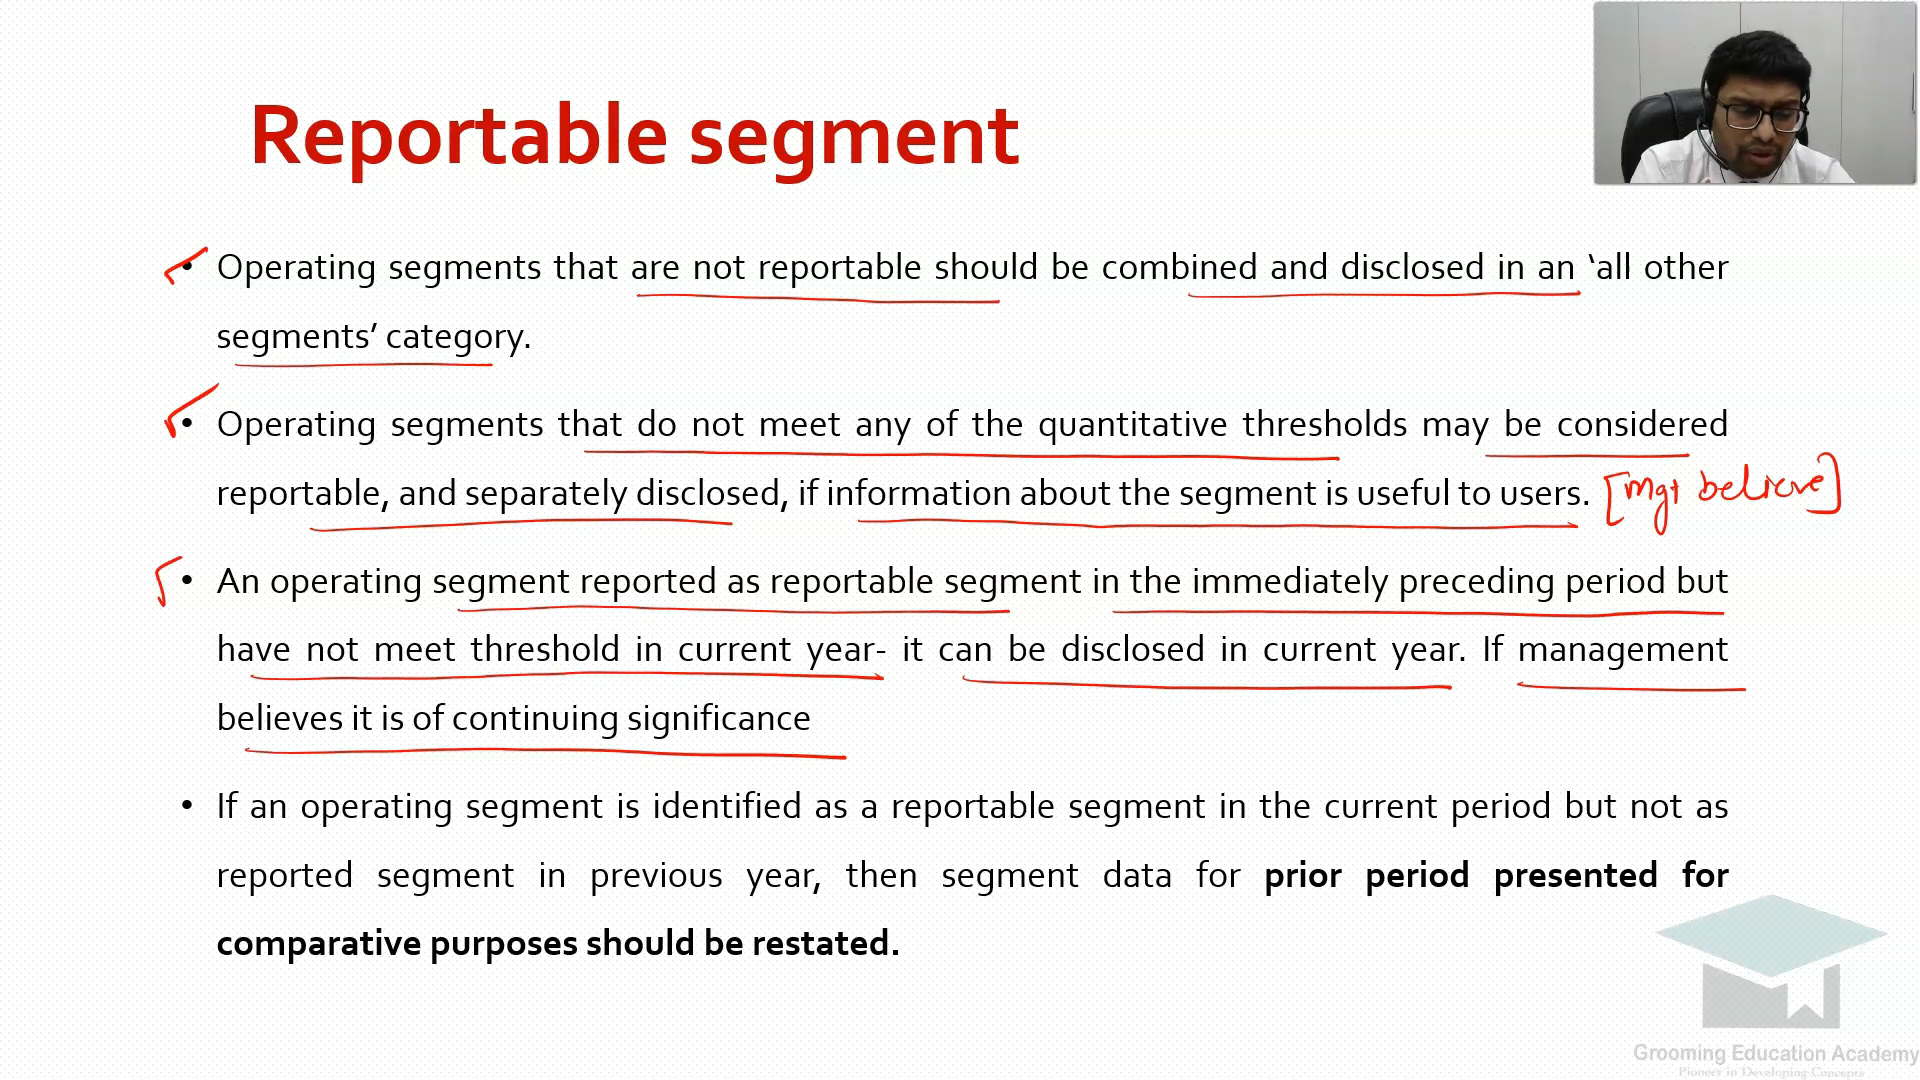 Reportable segment
• Operating segments that are not reportable should be combined and disclosed in an ‘all other
segments’ category.
• Operating segments that do not meet any of the quantitative thresholds may be considered
reportable, and separately disclosed, if information about the segment is useful to users. [mgt believe]
• An operating segment reported as reportable segment in the immediately preceding period but
have not meet threshold in current year- it can be disclosed in current year. If management
believes it is of continuing significance
• If an operating segment is identified as a reportable segment in the current period but not as
reported segment in previous year, then segment data for prior period presented for
comparative purposes should be restated.
Grooming Education Academy
Pioneer in Developing Concepts